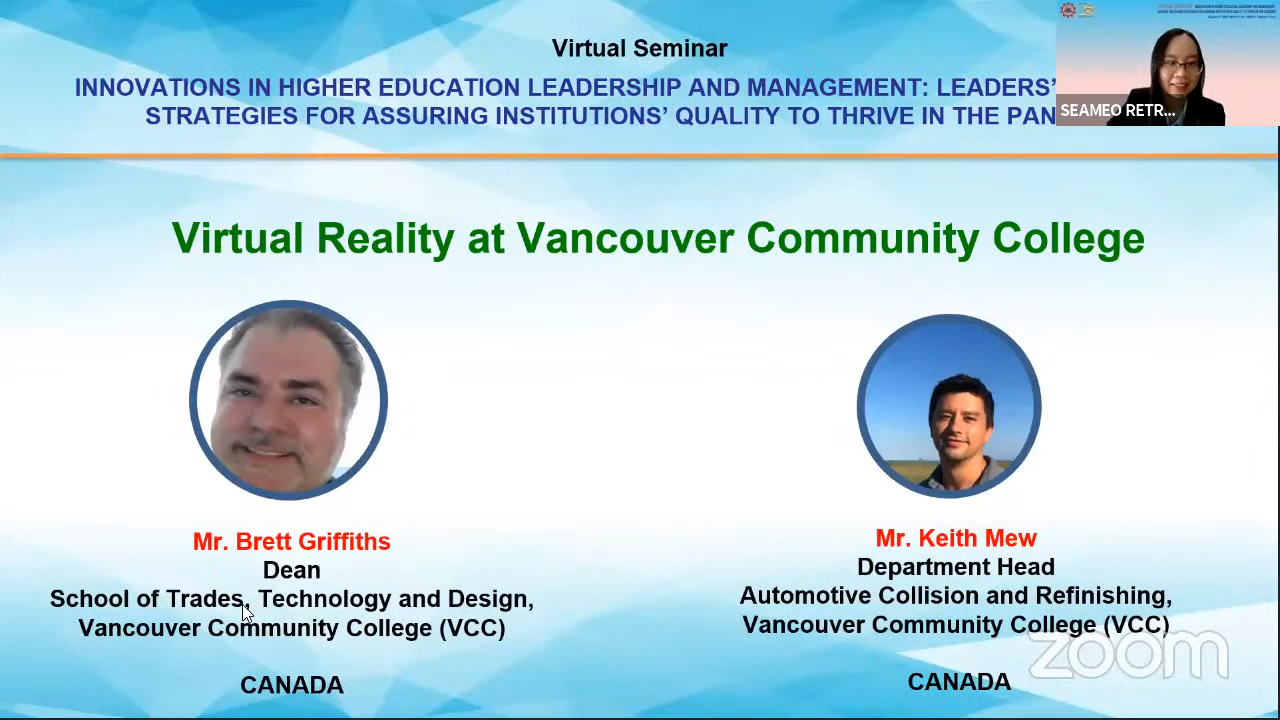 Virtual Seminar
INNOVATIONS IN HIGHER EDUCATION LEADERSHIP AND MANAGEMENT: LEADERS’
STRATEGIES FOR ASSURING INSTITUTIONS’ QUALITY TO THRIVE IN THE PAN
SEAMEO RETR...
Virtual Reality at Vancouver Community College
Mr. Brett Griffiths
Dean
School of Trades, Technology and Design,
Vancouver Community College (VCC)
CANADA
Mr. Keith Mew
Department Head
Automotive Collision and Refinishing,
Vancouver Community College (VCC)
CANADA
zoom